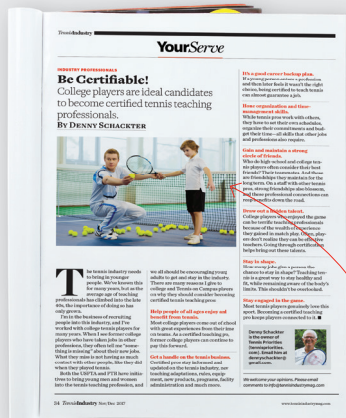 TennisIndustry
YourServe
INDUSTRY PROFESSIONALS
Be Certifiable!
College players are ideal candidates
to become certified tennis teaching
professionals.
BY DENNY SCHACKTER
The tennis industry needs
to bring in younger
people. We've known this
for many years, but as the
average age of teaching
professionals has climbed into the late
40s, the importance of doing so has
only grown.
I'm in the business of recruiting
people into this industry, and I've
worked with college tennis players for
many years. When I see former college
players who have taken jobs in other
professions, they often tell me "some-
thing is missing" about their new jobs.
What they miss is not having as much
contact with other people, like they did
when they played tennis.
Both the USPTA and PTR have initia-
tives to bring young men and women
into the tennis-teaching profession, and
we all should be encouraging young
adults to get and stay in the industry.
There are many reasons I give to
college and Tennis on Campus players
on why they should consider becoming
certified tennis teaching pros:
Help people of all ages enjoy and
benefit from tennis.
Most college players come out of school
with great experiences from their time
on teams. As a certified teaching pro,
former college players can continue to
pay this forward.
Get a handle on the tennis business.
Certified pros stay informed and
updated on the tennis industry, new
teaching adaptations, rules, equip-
ment, new products, programs, facility
administration and much more.
It's a good career backup plan.
If a young person enters a profession
and then later feels it wasn't the right
choice, being certified to teach tennis
can almost guarantee a job.
Hone organization and time-
management skills.
While tennis pros work with others,
they have to set their own schedules,
organize their commitments and bud-
get their time—all skills that other jobs
and professions also require.
Gain and maintain a strong
circle of friends.
Who do high school and college ten-
nis players often consider their best
friends? Their teammates. And these
are friendships they maintain for the
long term. On a staff with other tennis
pros, strong friendships also blossom,
and these professional connections can
benefits down the road.
Draw out a hidden talent.
College players who enjoyed the game
can be terrific teaching professionals
because of the wealth of experience
they gained in match play. Often, play-
ers don't realize they can be effective
teachers. Going through certification
helps bring out these talents.
Stay in shape.
How many jobs give a person the
chance to stay in shape? Teaching ten-
nis is a great way to stay healthy and
fit, while remaining aware of the body's
limits. This shouldn't be overlooked.
Stay engaged in the game.
Most tennis players genuinely love this
sport. Becoming a certified teaching
pro keeps you connected to it.
Denny Schackter
is the owner of
Tennis Priorities
(tennispriorities.
com). Email him at
dennyschackter@
gmail.com.
We welcome your opinions. Please email
comments to rsi@racquetsportsindustrymag.com
34 TennisIndustry Nov/Dec 2017
www.tennisindustrymag.com